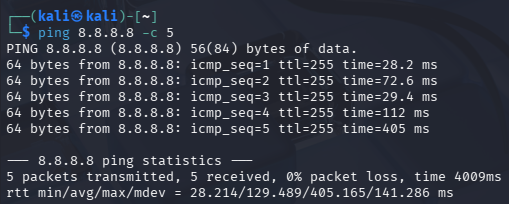 ┌──(kali㉿kali)-[~]
└─$ ping 8.8.8.8 -c 5
PING 8.8.8.8 (8.8.8.8) 56(84) bytes of data.
64 bytes from 8.8.8.8: icmp_seq=1 ttl=255 time=28.2 ms
64 bytes from 8.8.8.8: icmp_seq=2 ttl=255 time=72.6 ms
64 bytes from 8.8.8.8: icmp_seq=3 ttl=255 time=29.4 ms
64 bytes from 8.8.8.8: icmp_seq=4 ttl=255 time=112 ms
64 bytes from 8.8.8.8: icmp_seq=5 ttl=255 time=405 ms
--- 8.8.8.8 ping statistics ---
5 packets transmitted, 5 received, 0% packet loss, time 4009ms
rtt min/avg/max/mdev = 28.214/129.489/405.165/141.286 ms